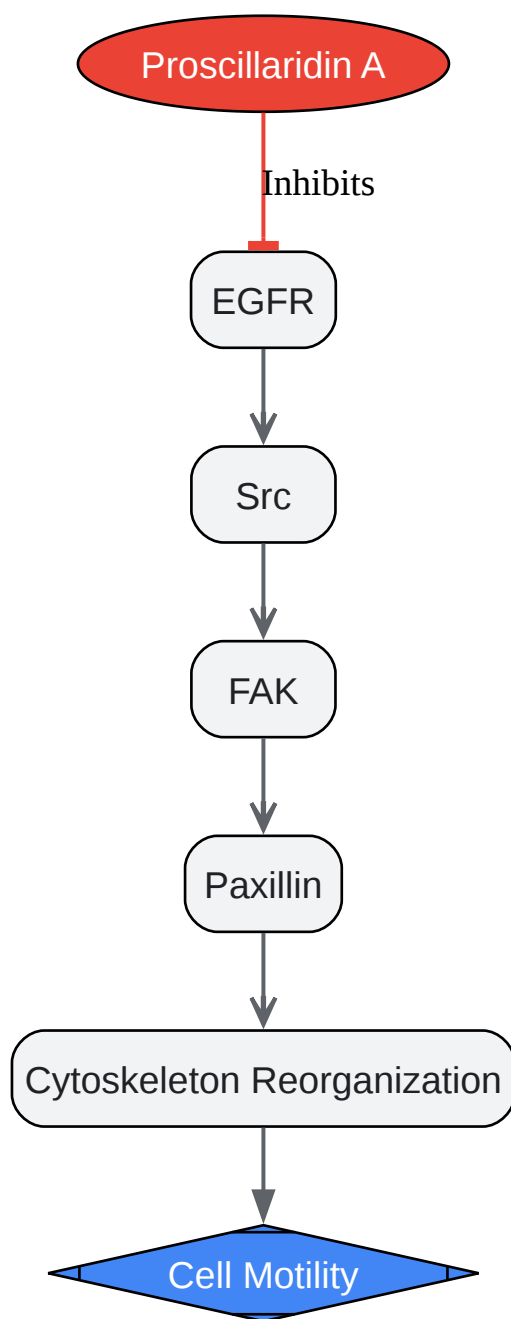 Proscillaridin A
Inhibits
EGFR
Src
FAK
Paxillin
Cytoskeleton Reorganization
Cell Motility